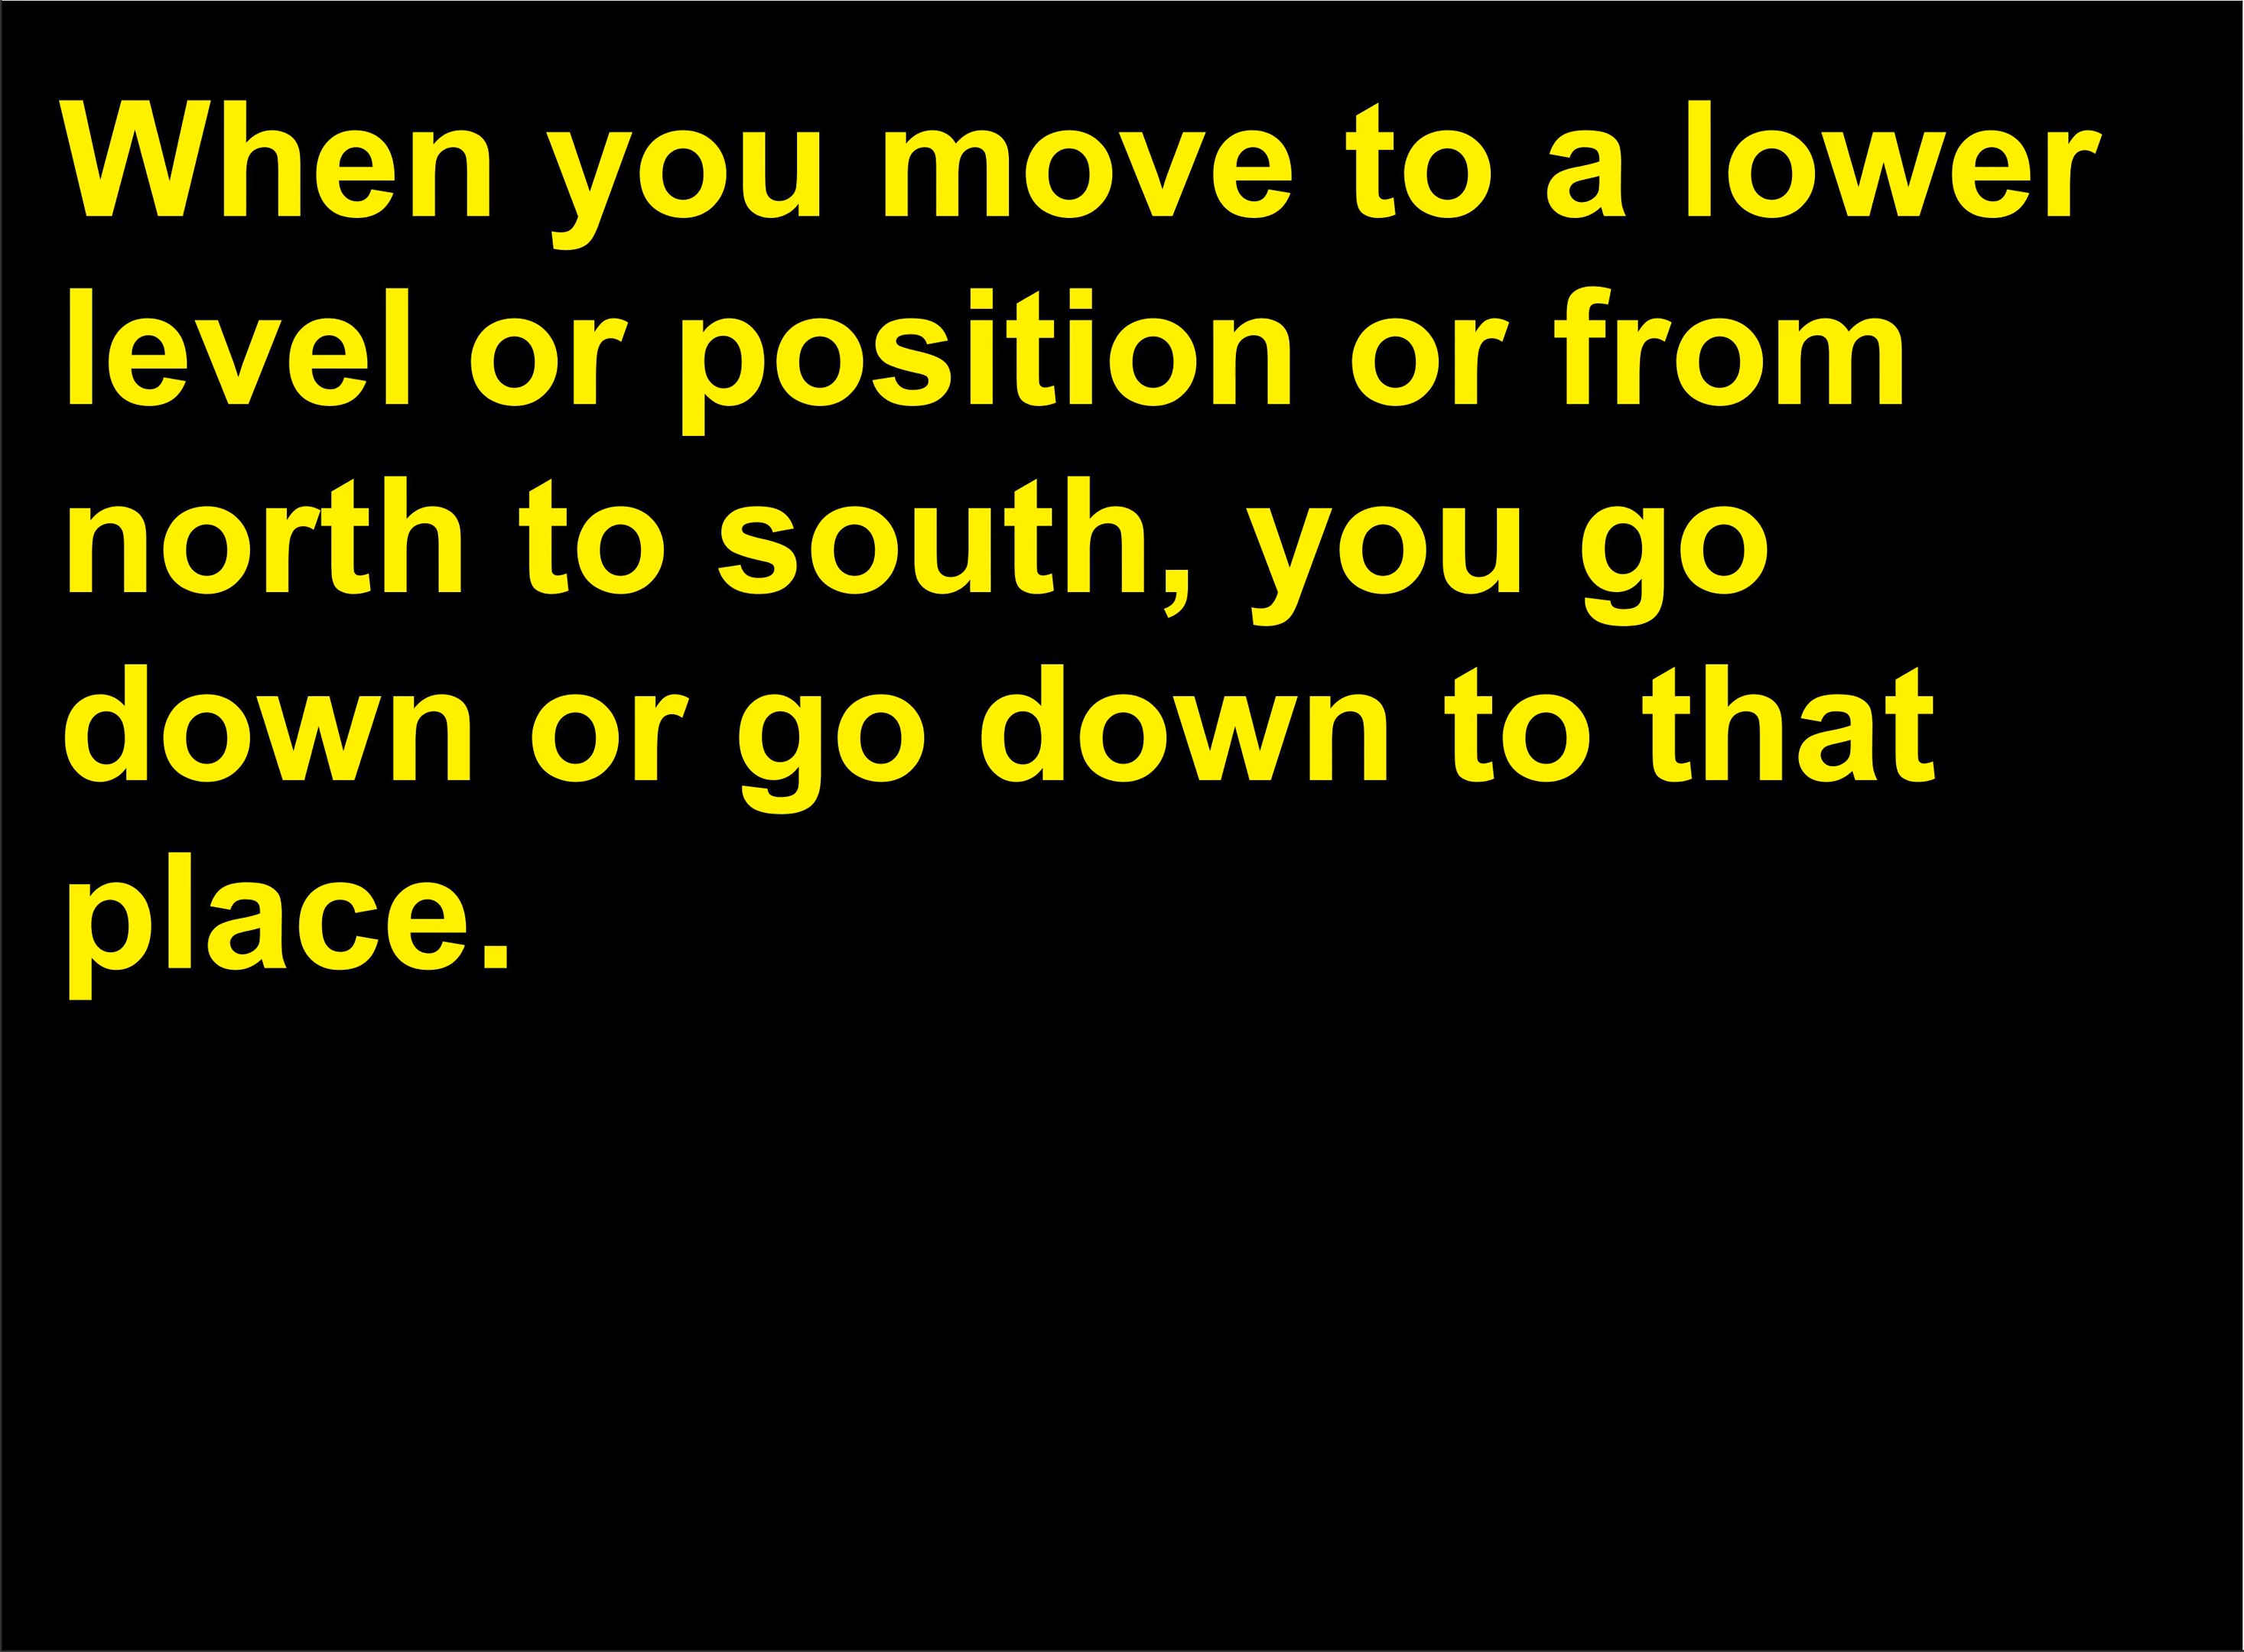 When you move to a lower
level or position or from
north to south, you go
down or go down to that
place.